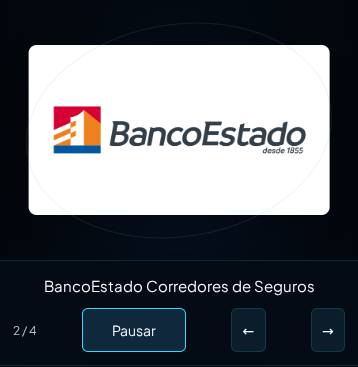 BancoEstado
desde 1855
BancoEstado Corredores de Seguros
2 / 4
Pausar
←
→